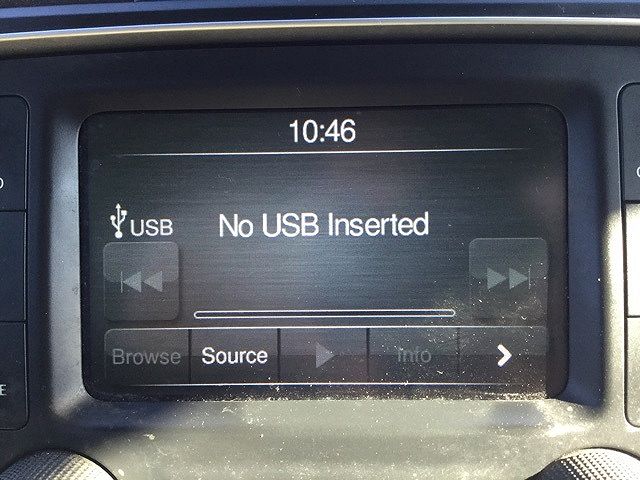 10:46
USB
No USB Inserted
Browse Source Info